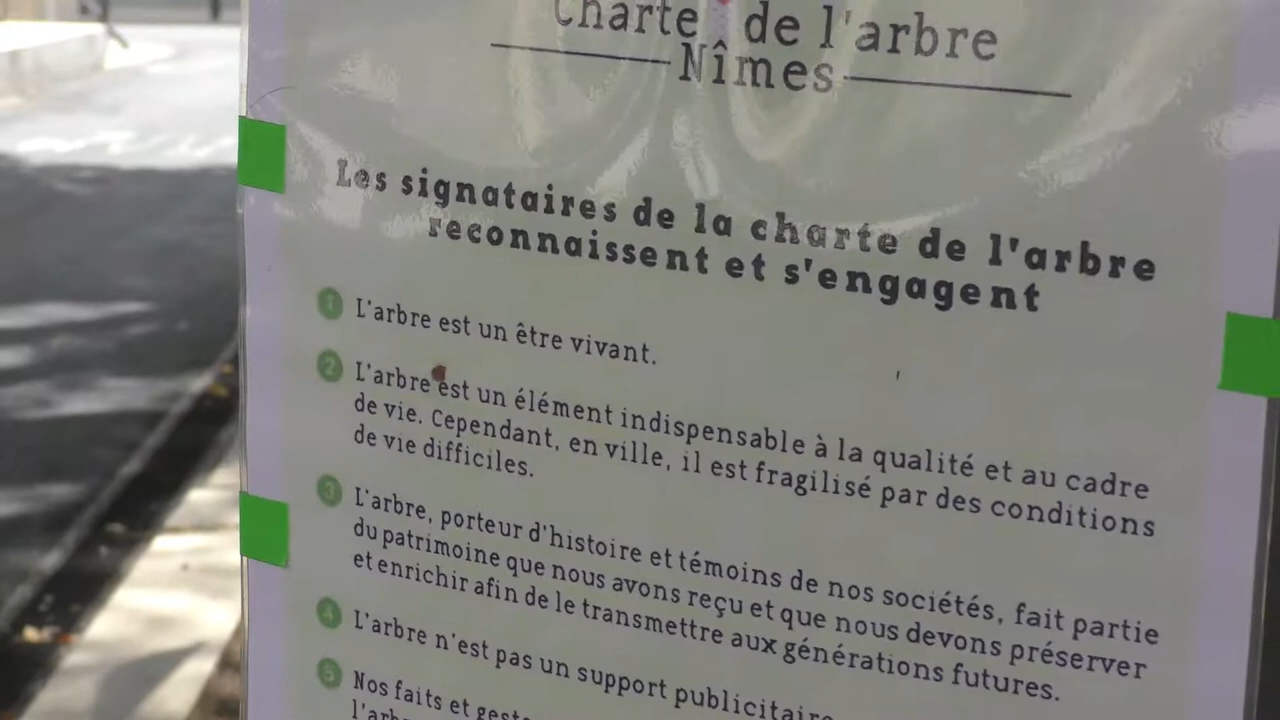 Charte de l'arbre
Nîmes
Les signataires de la charte de l'arbre
reconnaissent et s'engagent
1 L'arbre est un être vivant.
2 L'arbre est un élément indispensable à la qualité et au cadre
de vie. Cependant, en ville, il est fragilisé par des conditions
de vie difficiles.
3 L'arbre, porteur d'histoire et témoins de nos sociétés, fait partie
du patrimoine que nous avons reçu et que nous devons préserver
et enrichir afin de le transmettre aux générations futures.
4 L'arbre n'est pas un support publicitaire
5 Nos faits et